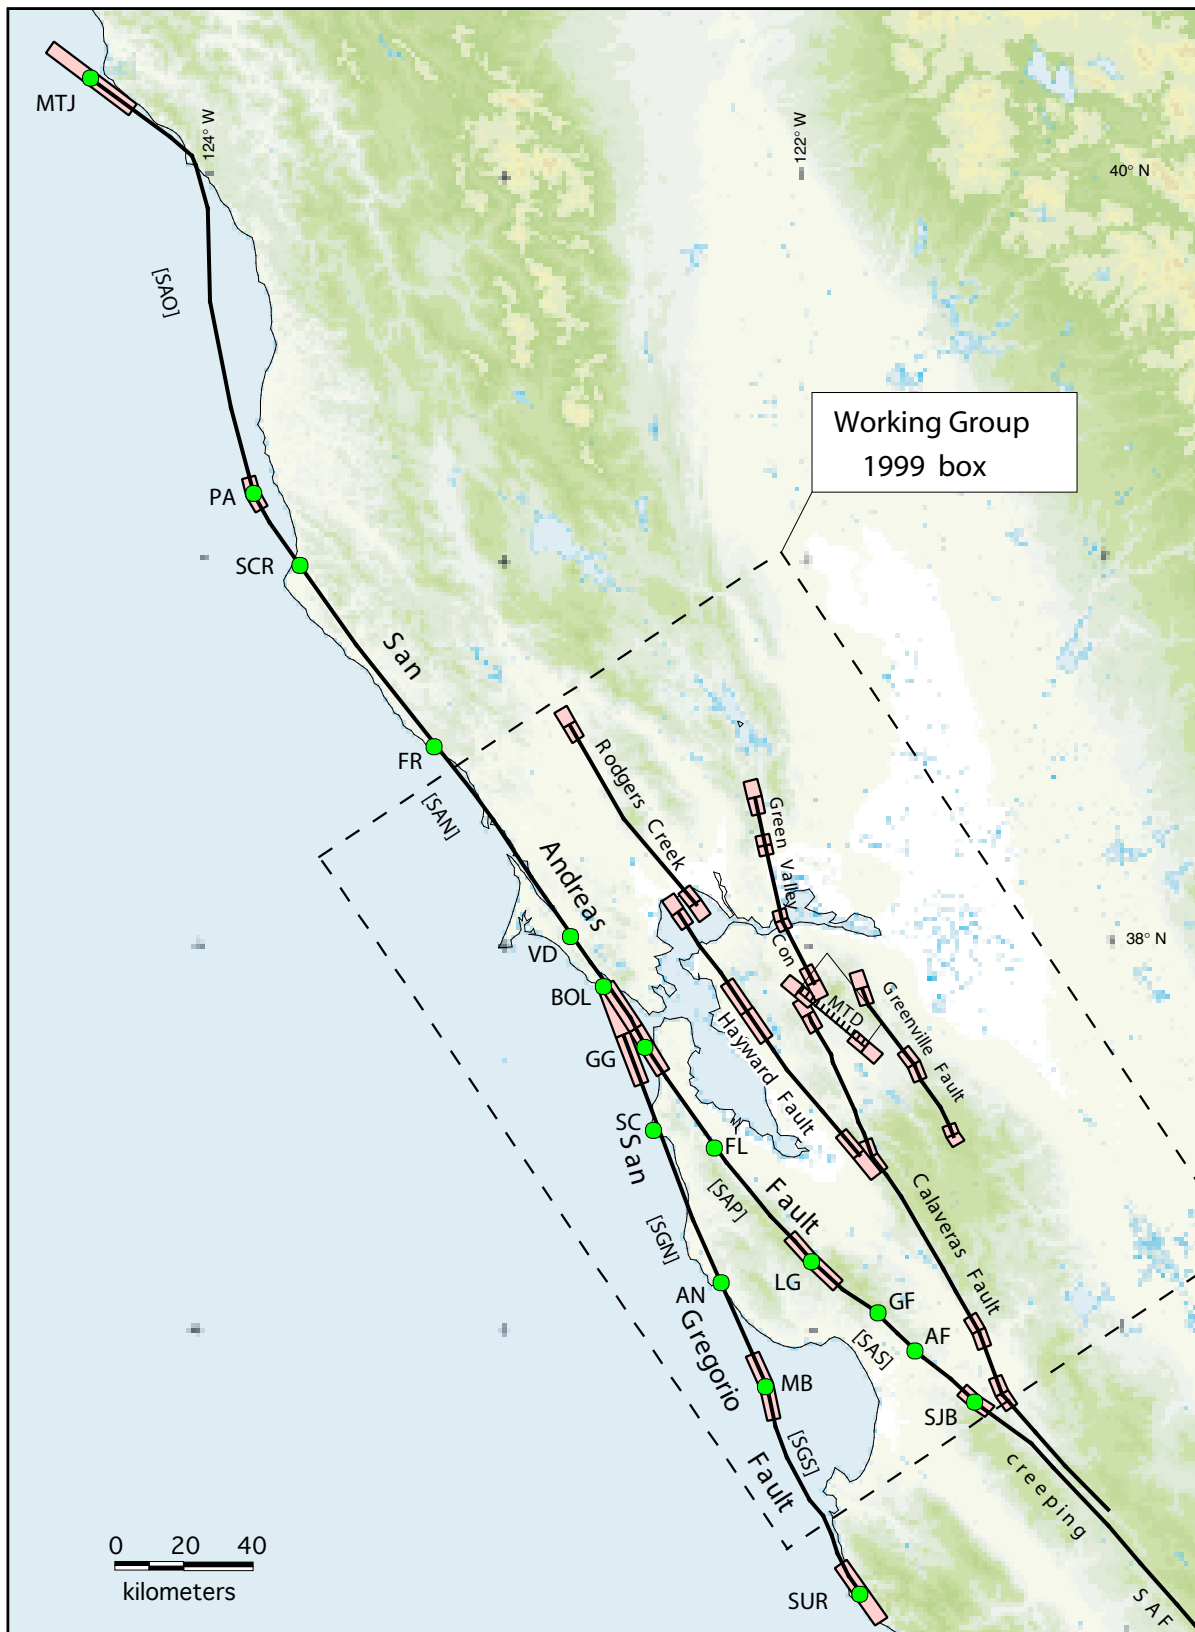 MTJ
124° W
122° W
40° N
[SAO]
Working Group
1999 box
PA
SCR
San
FR
[SAN]
Rodgers Creek
Green Valley
Andreas
VD
Con
38° N
BOL
MTD
Greenville Fault
Hayward Fault
GG
SC
San
FL
[SAP]
Fault
Calaveras Fault
[SGN]
LG
AN
GF
Gregorio
[SAS]
AF
MB
SJB
[SGS]
Fault
creeping
0 20 40
kilometers
SUR
SAF